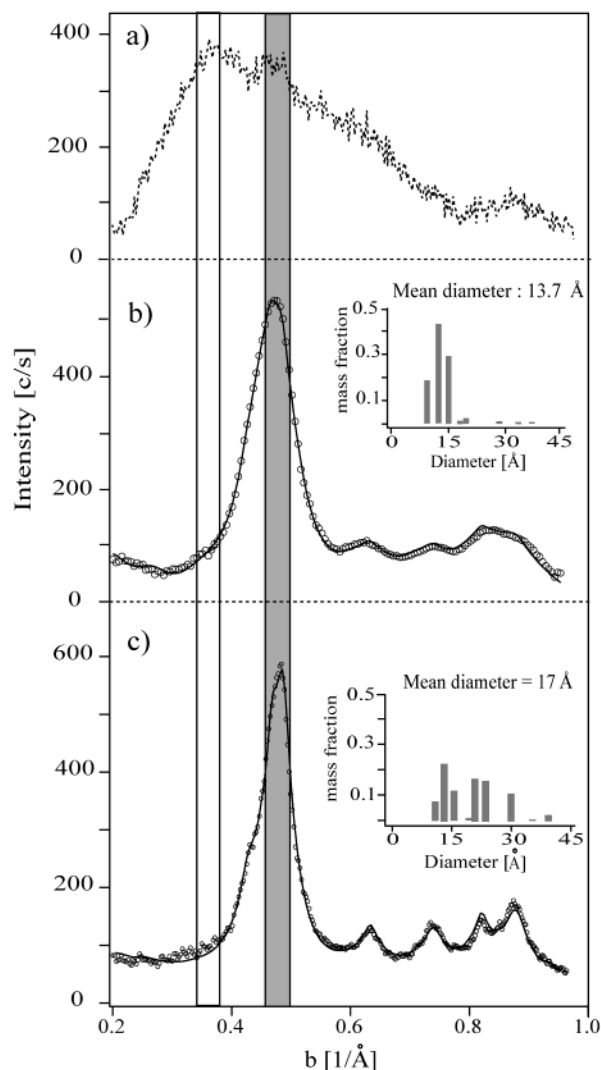 a)
400
200
0
b)
Mean diameter : 13.7 Å
0.5
0.3
0.1
mass fraction
0 15 30 45
Diameter [Å]
400
200
0
Intensity [c/s]
c)
Mean diameter = 17 Å
0.5
0.3
0.1
mass fraction
0 15 30 45
Diameter [Å]
600
400
200
0
0.2 0.4 0.6 0.8 1.0
b [1/Å]